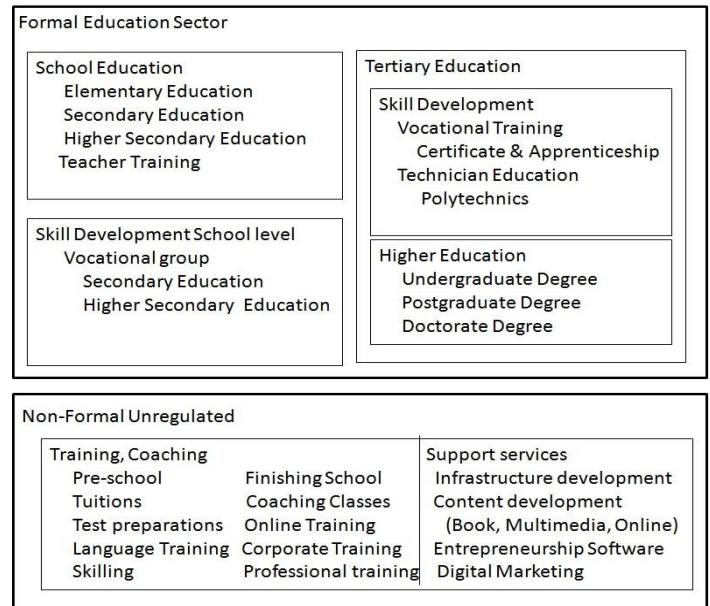 Formal Education Sector
School Education
Elementary Education
Secondary Education
Higher Secondary Education
Teacher Training
Skill Development School level
Vocational group
Secondary Education
Higher Secondary Education
Tertiary Education
Skill Development
Vocational Training
Certificate & Apprenticeship
Technician Education
Polytechnics
Higher Education
Undergraduate Degree
Postgraduate Degree
Doctorate Degree
Non-Formal Unregulated
Training, Coaching
Pre-school
Tuitions
Test preparations
Language Training
Skilling
Finishing School
Coaching Classes
Online Training
Corporate Training
Professional training
Support services
Infrastructure development
Content development
(Book, Multimedia, Online)
Entrepreneurship Software
Digital Marketing